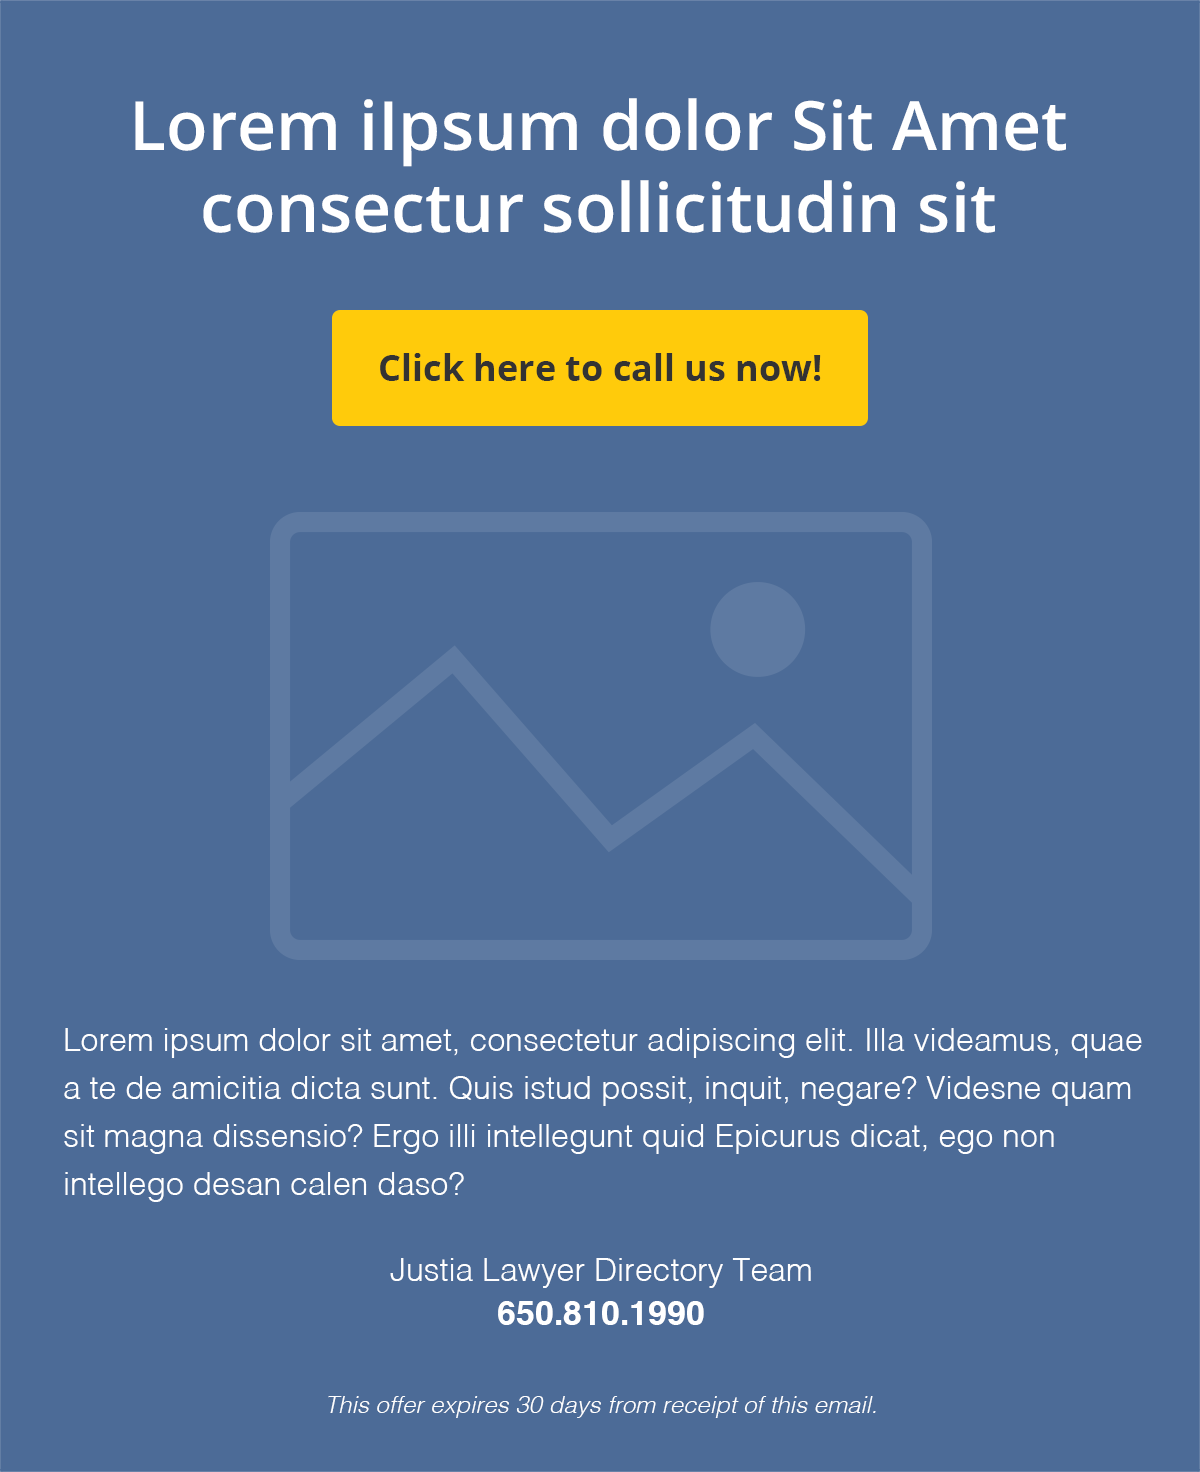 Lorem iIpsum dolor Sit Amet
consectur sollicitudin sit
Click here to call us now!
Lorem ipsum dolor sit amet, consectetur adipiscing elit. Illa videamus, quae
a te de amicitia dicta sunt. Quis istud possit, inquit, negare? Videsne quam
sit magna dissensio? Ergo illi intellegunt quid Epicurus dicat, ego non
intellego desan calen daso?
Justia Lawyer Directory Team
650.810.1990
This offer expires 30 days from receipt of this email.